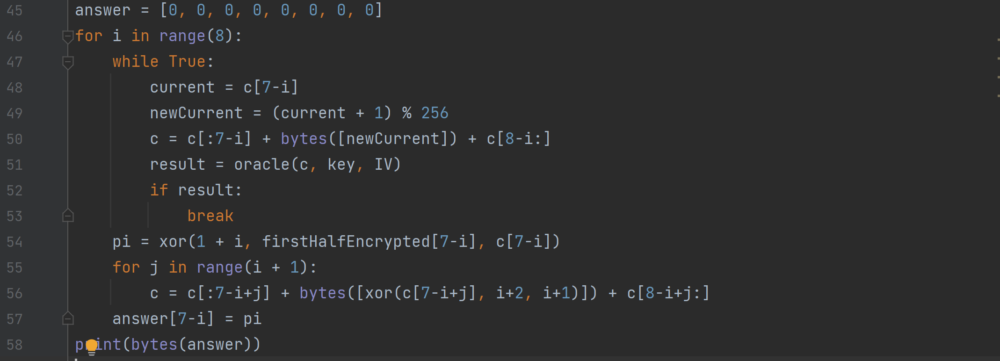 45 answer = [0, 0, 0, 0, 0, 0, 0, 0]
46 for i in range(8):
47     while True:
48         current = c[7-i]
49         newCurrent = (current + 1) % 256
50         c = c[:7-i] + bytes([newCurrent]) + c[8-i:]
51         result = oracle(c, key, IV)
52         if result:
53             break
54     pi = xor(1 + i, firstHalfEncrypted[7-i], c[7-i])
55     for j in range(i + 1):
56         c = c[:7-i+j] + bytes([xor(c[7-i+j], i+2, i+1)]) + c[8-i+j:]
57     answer[7-i] = pi
58 print(bytes(answer))